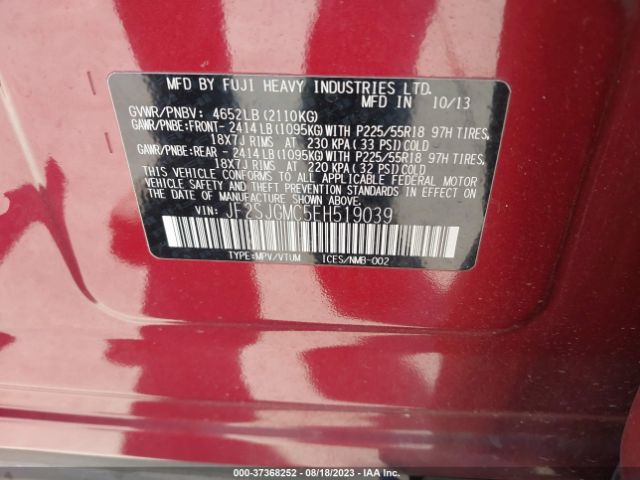 MFD BY FUJI HEAVY INDUSTRIES LTD.
MFD IN 10/13
GVWR/PNBV: 4652LB (2110KG)
GAWR/PNBE:FRONT- 2414LB (1095KG) WITH P225/55R18 97H TIRES,
18X7J RIMS AT 230 KPA (33 PSI) COLD
GAWR/PNBE:REAR - 2414LB (1095KG) WITH P225/55R18 97H TIRES,
18X7J RIMS AT 220 KPA (32 PSI) COLD
THIS VEHICLE CONFORMS TO ALL APPLICABLE FEDERAL MOTOR
VEHICLE SAFETY AND THEFT PREVENTION STANDARDS IN EFFECT ON
THE DATE OF MANUFACTURE SHOWN ABOVE.
VIN: JF2SJGMC5EH519039
TYPE:MPV/VTUM ICES/NMB-002
000-37368252 - 08/18/2023 - IAA Inc.